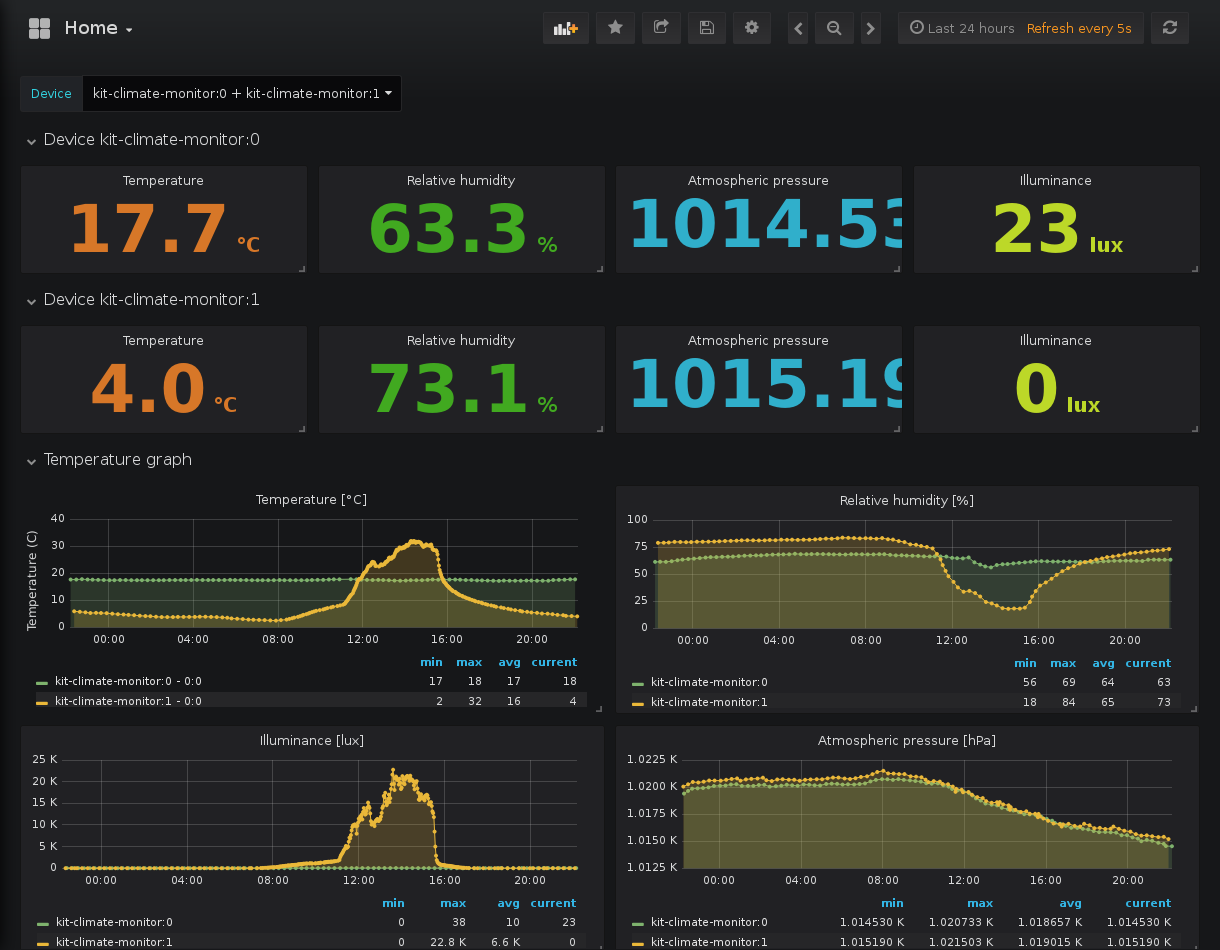 Home
Last 24 hours Refresh every 5s
Device kit-climate-monitor:0 + kit-climate-monitor:1
Device kit-climate-monitor:0
Temperature Relative humidity Atmospheric pressure Illuminance
17.7 °C 63.3 % 1014.53 23 lux
Device kit-climate-monitor:1
Temperature Relative humidity Atmospheric pressure Illuminance
4.0 °C 73.1 % 1015.19 0 lux
Temperature graph
Temperature [°C]
Temperature (C)
40
30
20
10
0
00:00 04:00 08:00 12:00 16:00 20:00
min max avg current
kit-climate-monitor:0 - 0:0 17 18 17 18
kit-climate-monitor:1 - 0:0 2 32 16 4
Relative humidity [%]
100
75
50
25
0
00:00 04:00 08:00 12:00 16:00 20:00
min max avg current
kit-climate-monitor:0 56 69 64 63
kit-climate-monitor:1 18 84 65 73
Illuminance [lux]
25 K
20 K
15 K
10 K
5 K
0
00:00 04:00 08:00 12:00 16:00 20:00
min max avg current
kit-climate-monitor:0 0 38 10 23
kit-climate-monitor:1 0 22.8 K 6.6 K 0
Atmospheric pressure [hPa]
1.0225 K
1.0200 K
1.0175 K
1.0150 K
1.0125 K
00:00 04:00 08:00 12:00 16:00 20:00
min max avg current
kit-climate-monitor:0 1.014530 K 1.020733 K 1.018657 K 1.014530 K
kit-climate-monitor:1 1.015190 K 1.021503 K 1.019015 K 1.015190 K